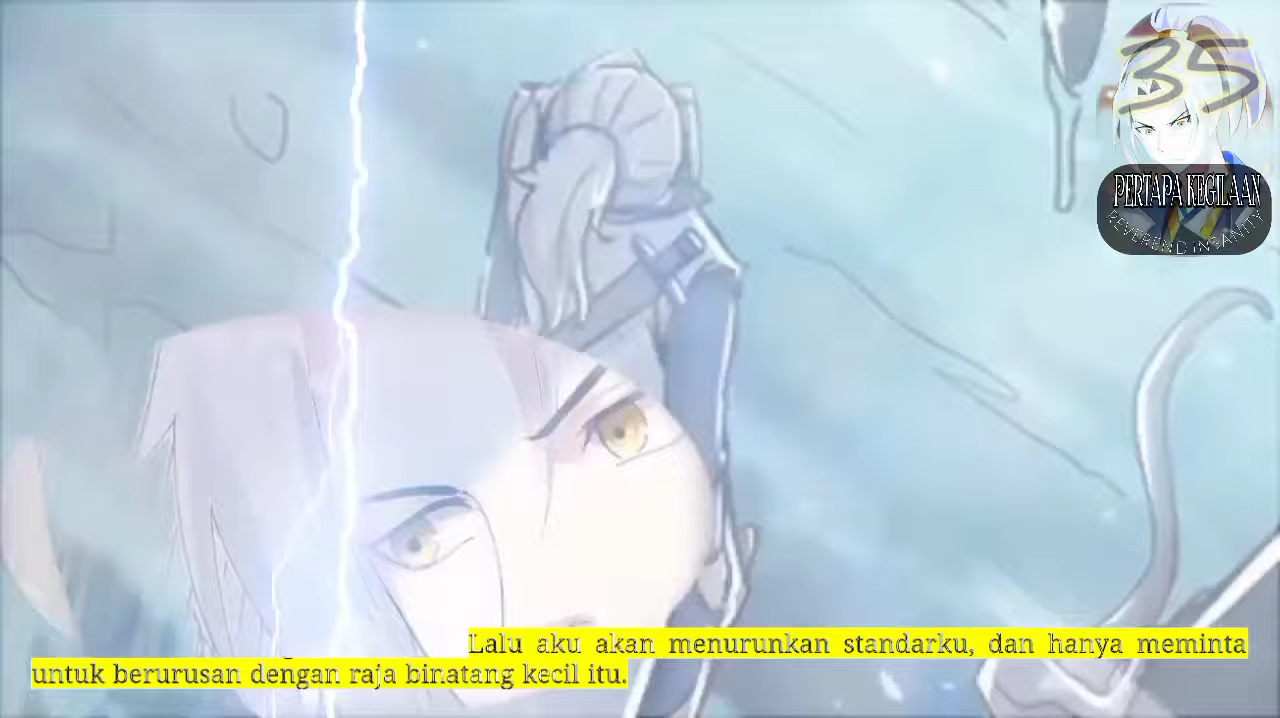 35
PERTAPA KEGILAAN
REVEREND INSANITY
Lalu aku akan menurunkan standarku, dan hanya meminta
untuk berurusan dengan raja binatang kecil itu.